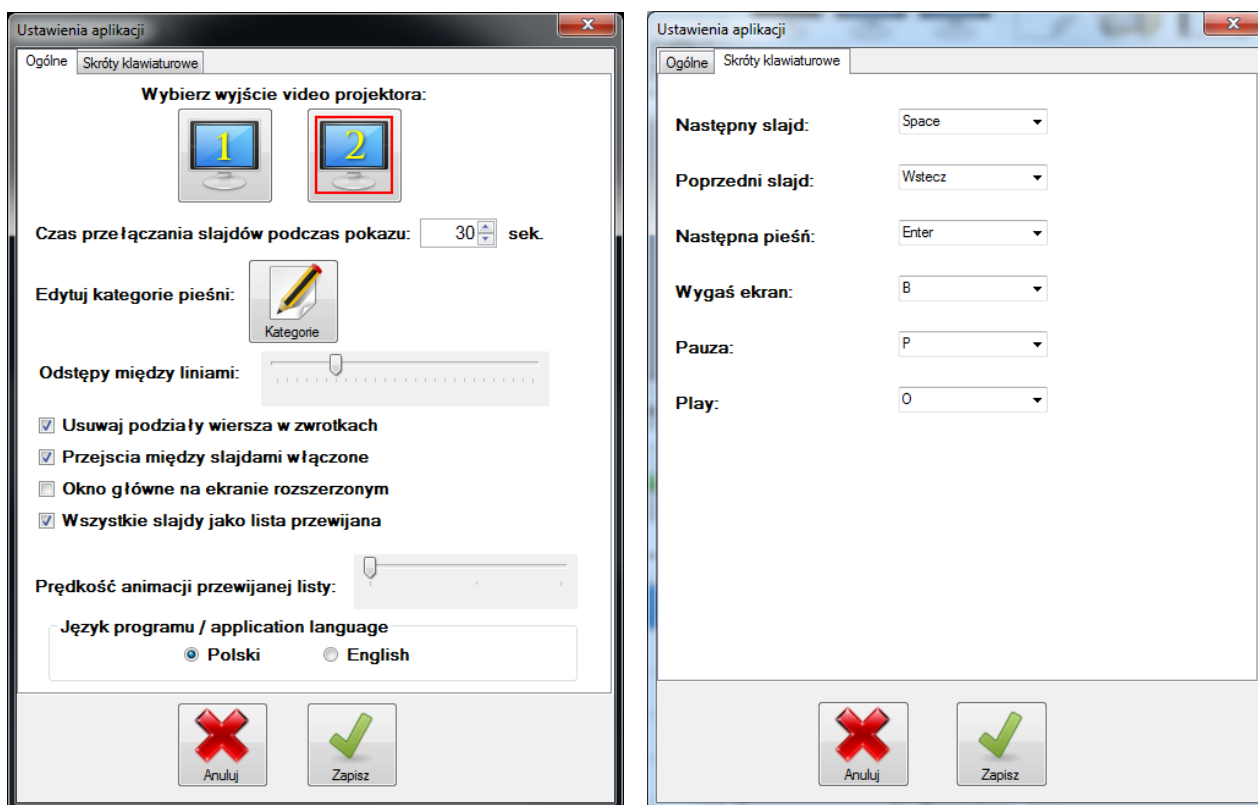 Ustawienia aplikacji
Ogólne Skróty klawiaturowe
Wybierz wyjście video projektora:
1 2
Czas przełączania slajdów podczas pokazu: 30 sek.
Edytuj kategorie pieśni:
Kategorie
Odstępy między liniami:
Usuwaj podziały wiersza w zwrotkach
Przejscia między slajdami włączone
Okno główne na ekranie rozszerzonym
Wszystkie slajdy jako lista przewijana
Prędkość animacji przewijanej listy:
Język programu / application language
Polski English
Anuluj Zapisz
Ustawienia aplikacji
Ogólne Skróty klawiaturowe
Następny slajd: Space
Poprzedni slajd: Wstecz
Następna pieśń: Enter
Wygaś ekran: B
Pauza: P
Play: O
Anuluj Zapisz